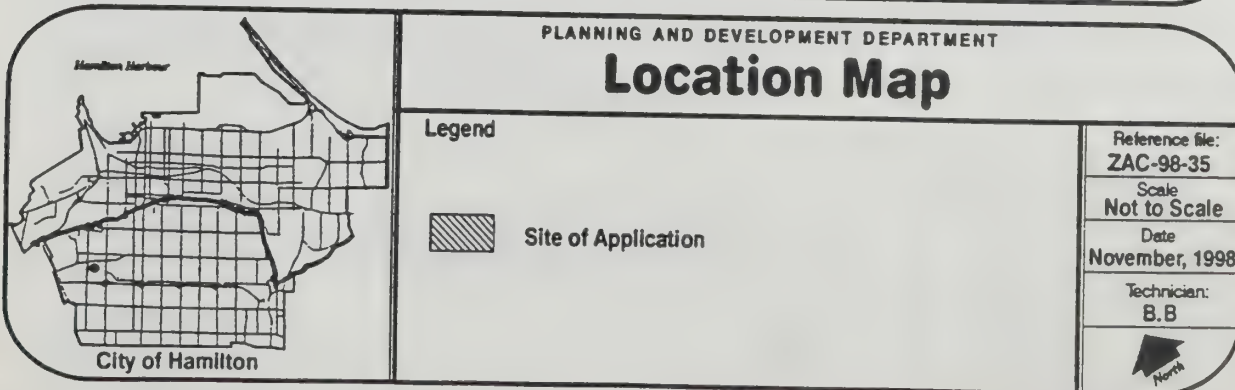 Hamilton Harbour
City of Hamilton
PLANNING AND DEVELOPMENT DEPARTMENT
Location Map
Legend
Site of Application
Reference file:
ZAC-98-35
Scale
Not to Scale
Date
November, 1998
Technician:
B.B
North